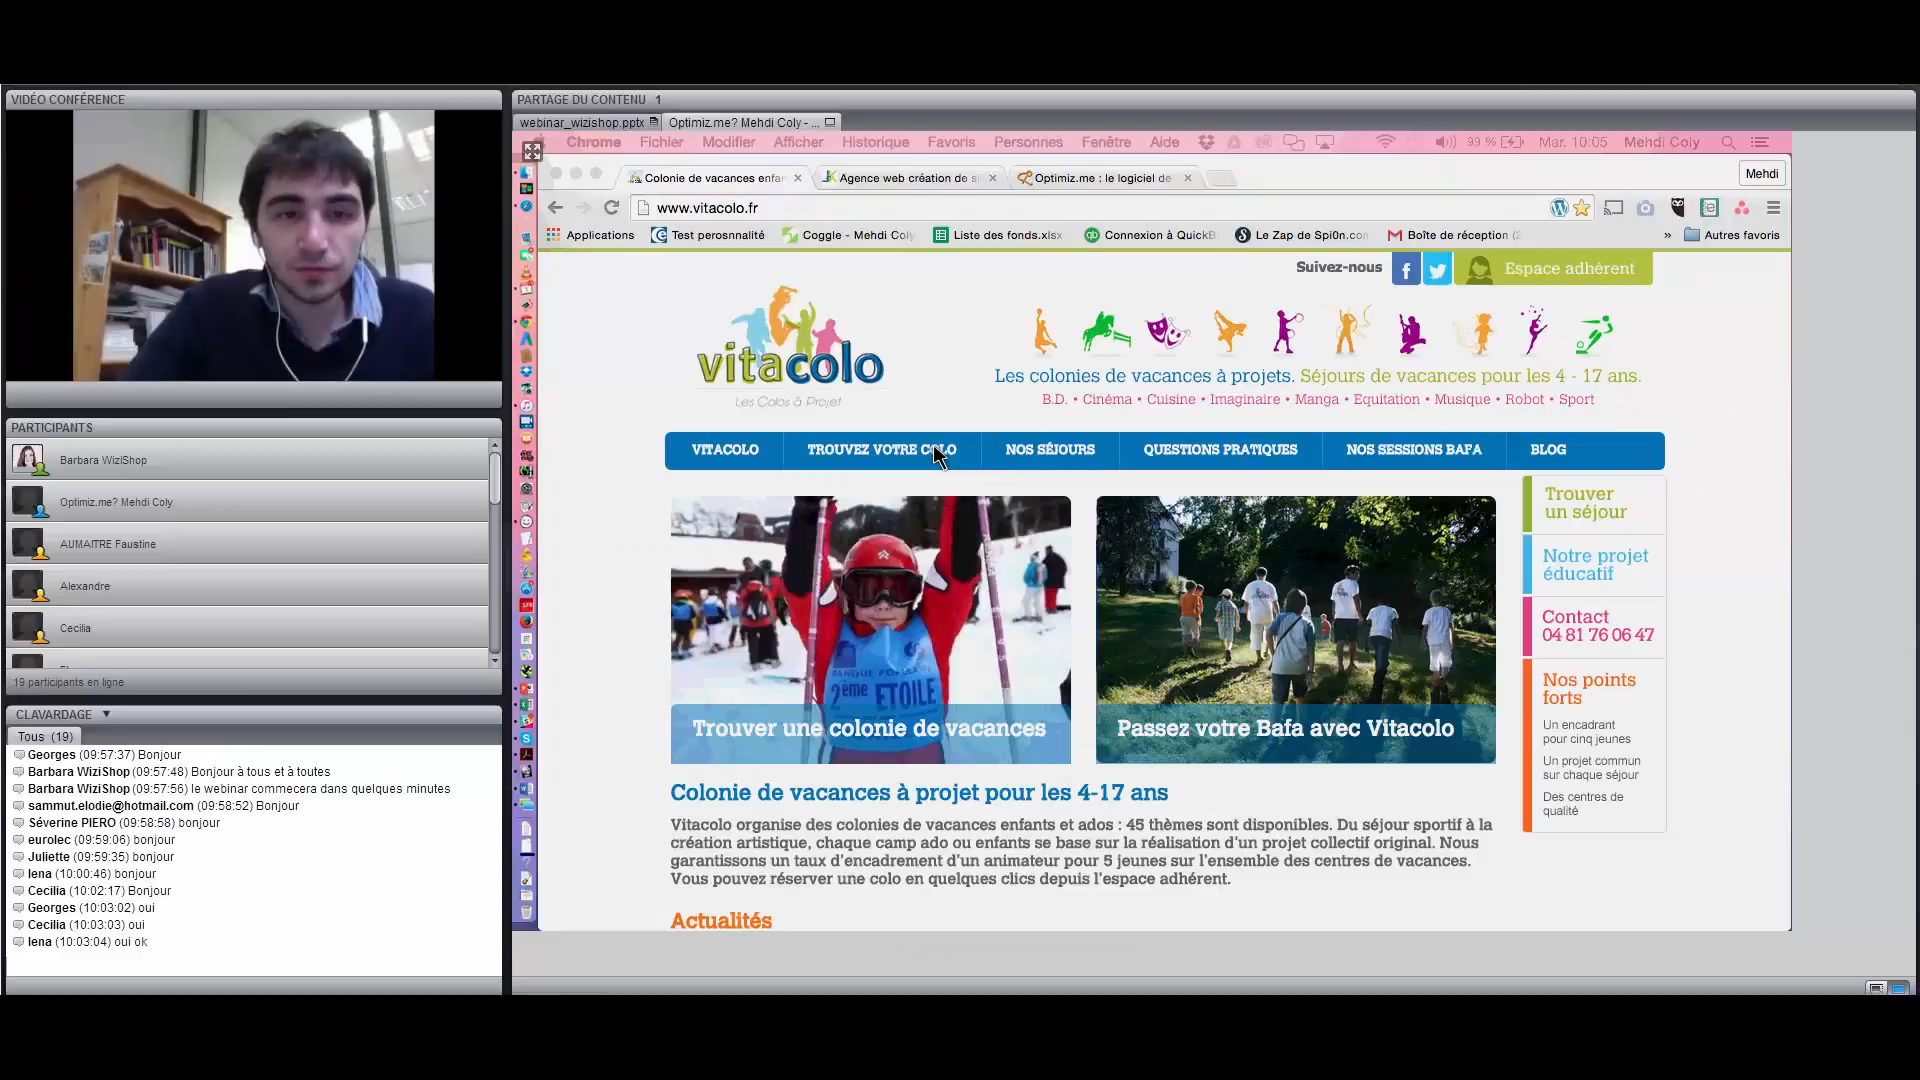 VIDÉO CONFÉRENCE
PARTICIPANTS
Barbara WiziShop
Optimiz.me? Mehdi Coly
AUMAITRE Faustine
Alexandre
Cecilia
19 participants en ligne
CLAVARDAGE
Tous (19)
Georges (09:57:37) Bonjour
Barbara WiziShop (09:57:48) Bonjour à tous et à toutes
Barbara WiziShop (09:57:56) le webinar commecera dans quelques minutes
sammut.elodie@hotmail.com (09:58:52) Bonjour
Séverine PIERO (09:58:58) bonjour
eurolec (09:59:06) bonjour
Juliette (09:59:35) bonjour
lena (10:00:46) bonjour
Cecilia (10:02:17) Bonjour
Georges (10:03:02) oui
Cecilia (10:03:03) oui
lena (10:03:04) oui ok
PARTAGE DU CONTENU 1
webinar_wizishop.pptx Optimiz.me? Mehdi Coly - ...
Chrome Fichier Modifier Afficher Historique Favoris Personnes Fenêtre Aide 99 % Mar. 10:05 Mehdi Coly
Colonie de vacances enfan Agence web création de s Optimiz.me : le logiciel de Mehdi
www.vitacolo.fr
Applications Test perosnnalité Coggle - Mehdi Coly Liste des fonds.xlsx Connexion à QuickB Le Zap de Spi0n.com Boîte de réception (2 » Autres favoris
Suivez-nous Espace adhérent
vitacolo
Les Colos à Projet
Les colonies de vacances à projets. Séjours de vacances pour les 4 - 17 ans.
B.D. • Cinéma • Cuisine • Imaginaire • Manga • Equitation • Musique • Robot • Sport
VITACOLO TROUVEZ VOTRE COLO NOS SÉJOURS QUESTIONS PRATIQUES NOS SESSIONS BAFA BLOG
BANQUE POPULAIRE
2ème ETOILE
Trouver une colonie de vacances
Passez votre Bafa avec Vitacolo
Trouver
un séjour
Notre projet
éducatif
Contact
04 81 76 06 47
Nos points
forts
Un encadrant
pour cinq jeunes
Un projet commun
sur chaque séjour
Des centres de
qualité
Colonie de vacances à projet pour les 4-17 ans
Vitacolo organise des colonies de vacances enfants et ados : 45 thèmes sont disponibles. Du séjour sportif à la
création artistique, chaque camp ado ou enfants se base sur la réalisation d'un projet collectif original. Nous
garantissons un taux d'encadrement d'un animateur pour 5 jeunes sur l'ensemble des centres de vacances.
Vous pouvez réserver une colo en quelques clics depuis l'espace adhérent.
Actualités